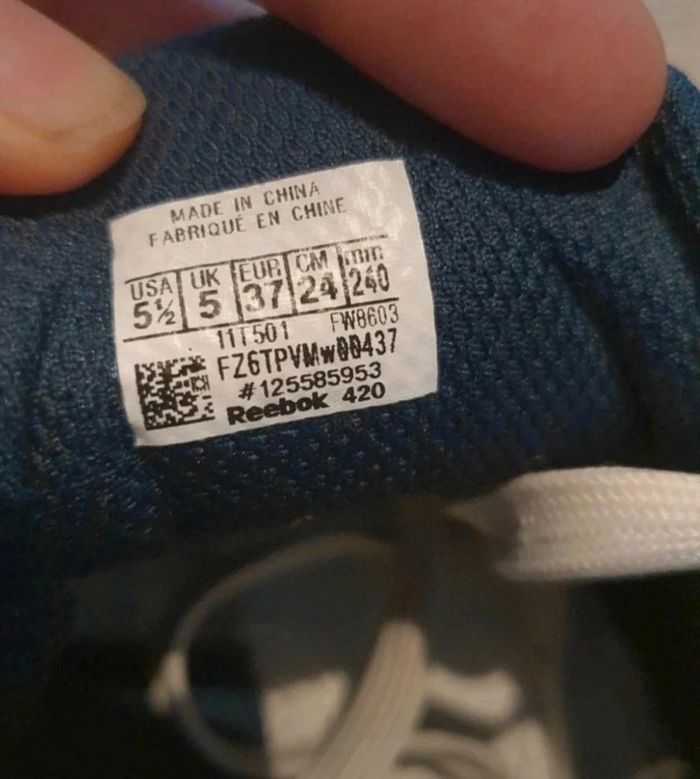 MADE IN CHINA
FABRIQUÉ EN CHINE
USA UK EUR CM mm
5½ 5 37 24 240
11T501 FW8603
FZ6TPVMw00437
#125585953
Reebok 420